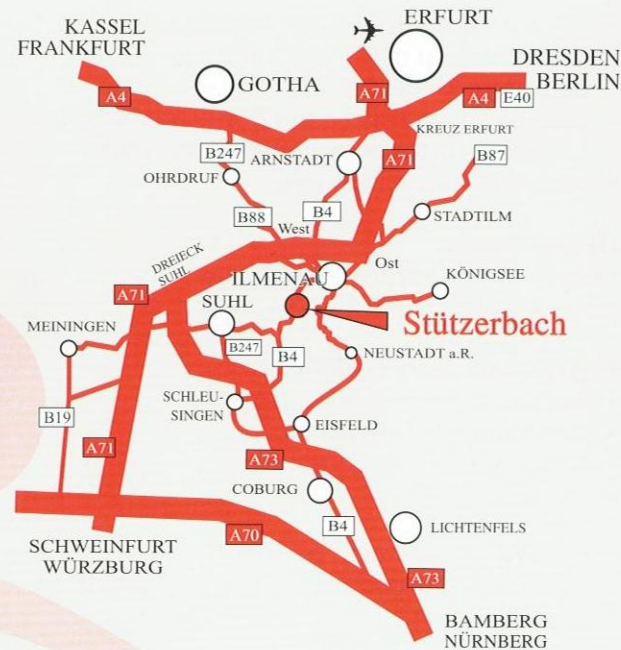 KASSEL
FRANKFURT
ERFURT
GOTHA
DRESDEN
BERLIN
A4
A71
A4
E40
KREUZ ERFURT
B247
ARNSTADT
A71
B87
OHRDRUF
B88
B4
STADTILM
West
DREIECK
SUHL
Ost
ILMENAU
KÖNIGSEE
A71
SUHL
Stützerbach
MEININGEN
B247
B4
NEUSTADT a.R.
SCHLEU-
SINGEN
B19
EISFELD
A71
A73
COBURG
B4
LICHTENFELS
A70
SCHWEINFURT
WÜRZBURG
A73
BAMBERG
NÜRNBERG